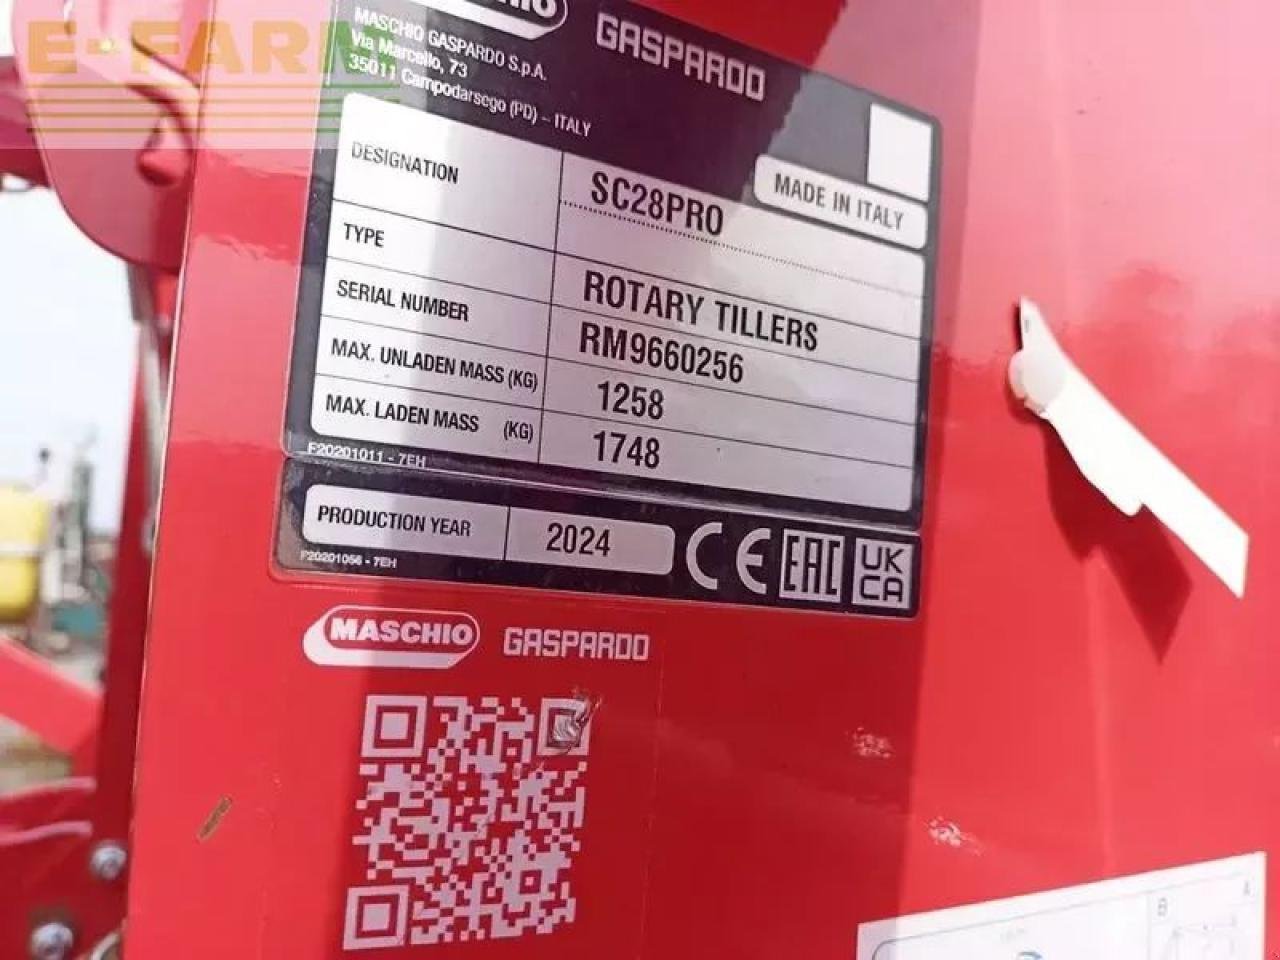 E-FARM
GASPARDO
MASCHIO GASPARDO S.p.A.
Via Marcello, 73
35011 Campodarsego (PD) – ITALY
MADE IN ITALY
DESIGNATION SC28PRO
TYPE ROTARY TILLERS
SERIAL NUMBER RM9660256
MAX. UNLADEN MASS (KG) 1258
MAX. LADEN MASS (KG) 1748
F20201011 - 7EH
PRODUCTION YEAR 2024 CE EAC UK CA
F20201056 - 7EH
MASCHIO GASPARDO
B A